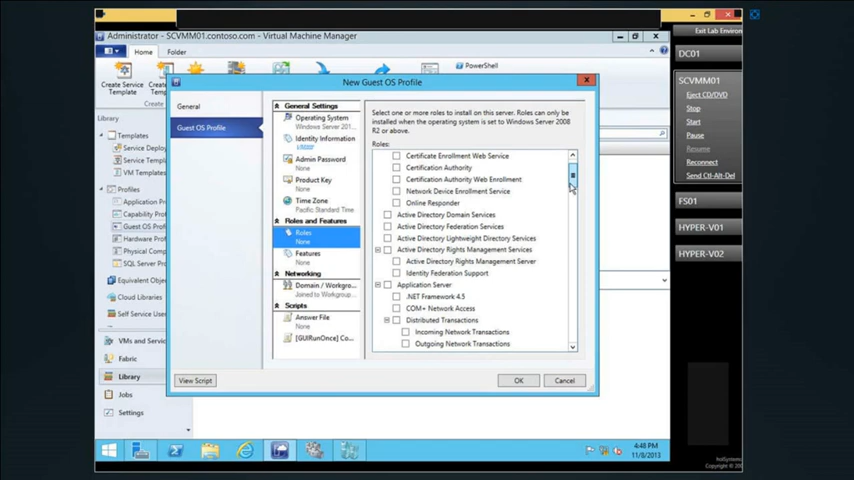 Exit Lab Environ
Administrator - SCVMM01.contoso.com - Virtual Machine Manager
DC01
Home
Folder
PowerShell
SCVMM01
Eject CD/DVD
Stop
Start
Pause
Resume
Reconnect
Send Ctl-Alt-Del
FS01
HYPER-V01
HYPER-V02
Create Service
Template
Create
Template
Create
Library
Templates
Service Deploy
Service Templ
VM Templates
Profiles
Application P
Capability Prof
Guest OS Profi
Hardware Prof
Physical Comp
SQL Server Pro
Equivalent Obje
Cloud Libraries
Self Service User
VMs and Servic
Fabric
Library
Jobs
Settings
New Guest OS Profile
General
Guest OS Profile
General Settings
Operating System
Windows Server 201...
Identity Information
Admin Password
None
Product Key
None
Time Zone
Pacific Standard Time
Roles and Features
Roles
None
Features
None
Networking
Domain / Workgro...
Joined to Workgroup...
Scripts
Answer File
None
[GUIRunOnce] Co...
Select one or more roles to install on this server. Roles can only be
installed when the operating system is set to Windows Server 2008
R2 or above.
Roles:
Certificate Enrollment Web Service
Certification Authority
Certification Authority Web Enrollment
Network Device Enrollment Service
Online Responder
Active Directory Domain Services
Active Directory Federation Services
Active Directory Lightweight Directory Services
Active Directory Rights Management Services
Active Directory Rights Management Server
Identity Federation Support
Application Server
.NET Framework 4.5
COM+ Network Access
Distributed Transactions
Incoming Network Transactions
Outgoing Network Transactions
View Script
OK
Cancel
4:48 PM
11/8/2013
Copyright © 20